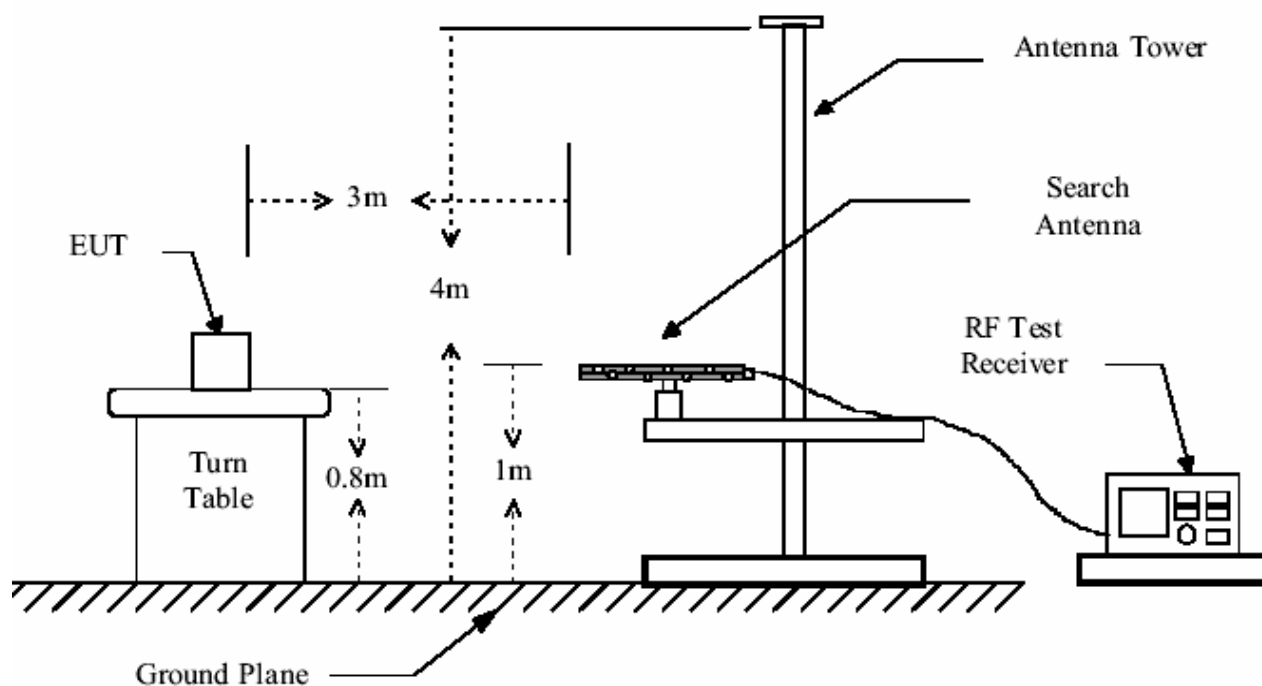 Antenna Tower
3m
Search
Antenna
EUT
4m
RF Test
Receiver
Turn
Table
0.8m
1m
Ground Plane